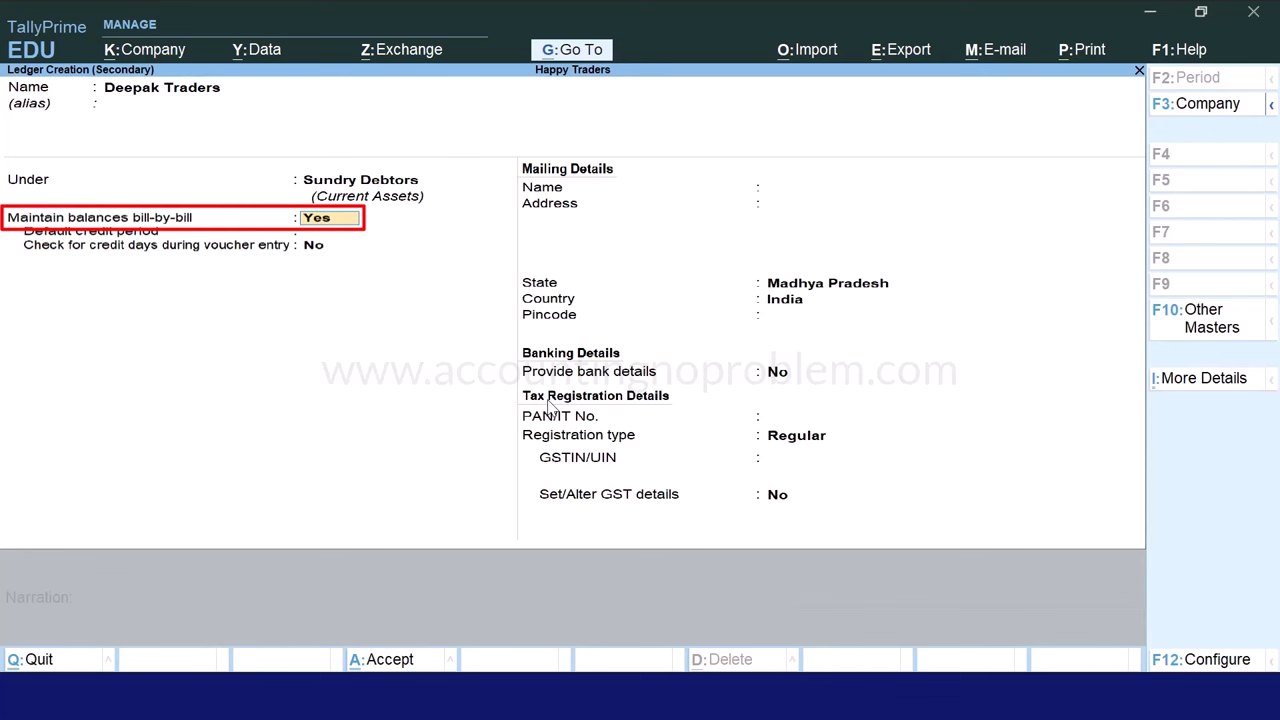 TallyPrime
EDU
MANAGE
K:Company Y:Data Z:Exchange G:Go To O:Import E:Export M:E-mail P:Print F1:Help
Ledger Creation (Secondary) Happy Traders
Name : Deepak Traders
(alias) :
Under : Sundry Debtors
(Current Assets)
Maintain balances bill-by-bill : Yes
Default credit period :
Check for credit days during voucher entry : No
Mailing Details
Name :
Address :
State : Madhya Pradesh
Country : India
Pincode :
Banking Details
Provide bank details : No
Tax Registration Details
PAN/IT No. :
Registration type : Regular
GSTIN/UIN :
Set/Alter GST details : No
www.accountingnoproblem.com
Narration:
F2:Period
F3:Company
F4
F5
F6
F7
F8
F9
F10:Other
Masters
I:More Details
Q:Quit A:Accept D:Delete F12:Configure